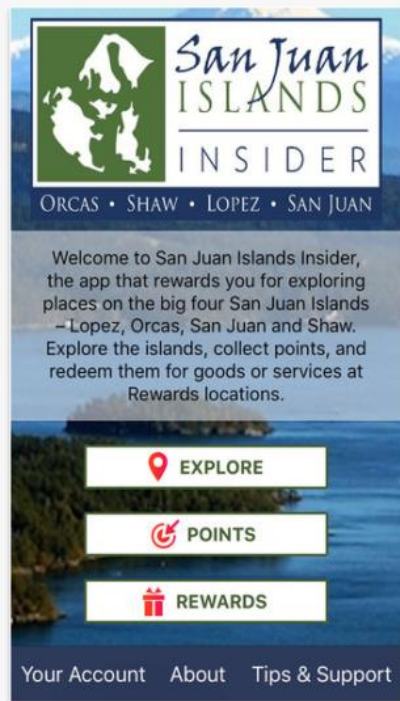 San Juan
ISLANDS
INSIDER
ORCAS • SHAW • LOPEZ • SAN JUAN
Welcome to San Juan Islands Insider,
the app that rewards you for exploring
places on the big four San Juan Islands
– Lopez, Orcas, San Juan and Shaw.
Explore the islands, collect points, and
redeem them for goods or services at
Rewards locations.
EXPLORE
POINTS
REWARDS
Your Account About Tips & Support